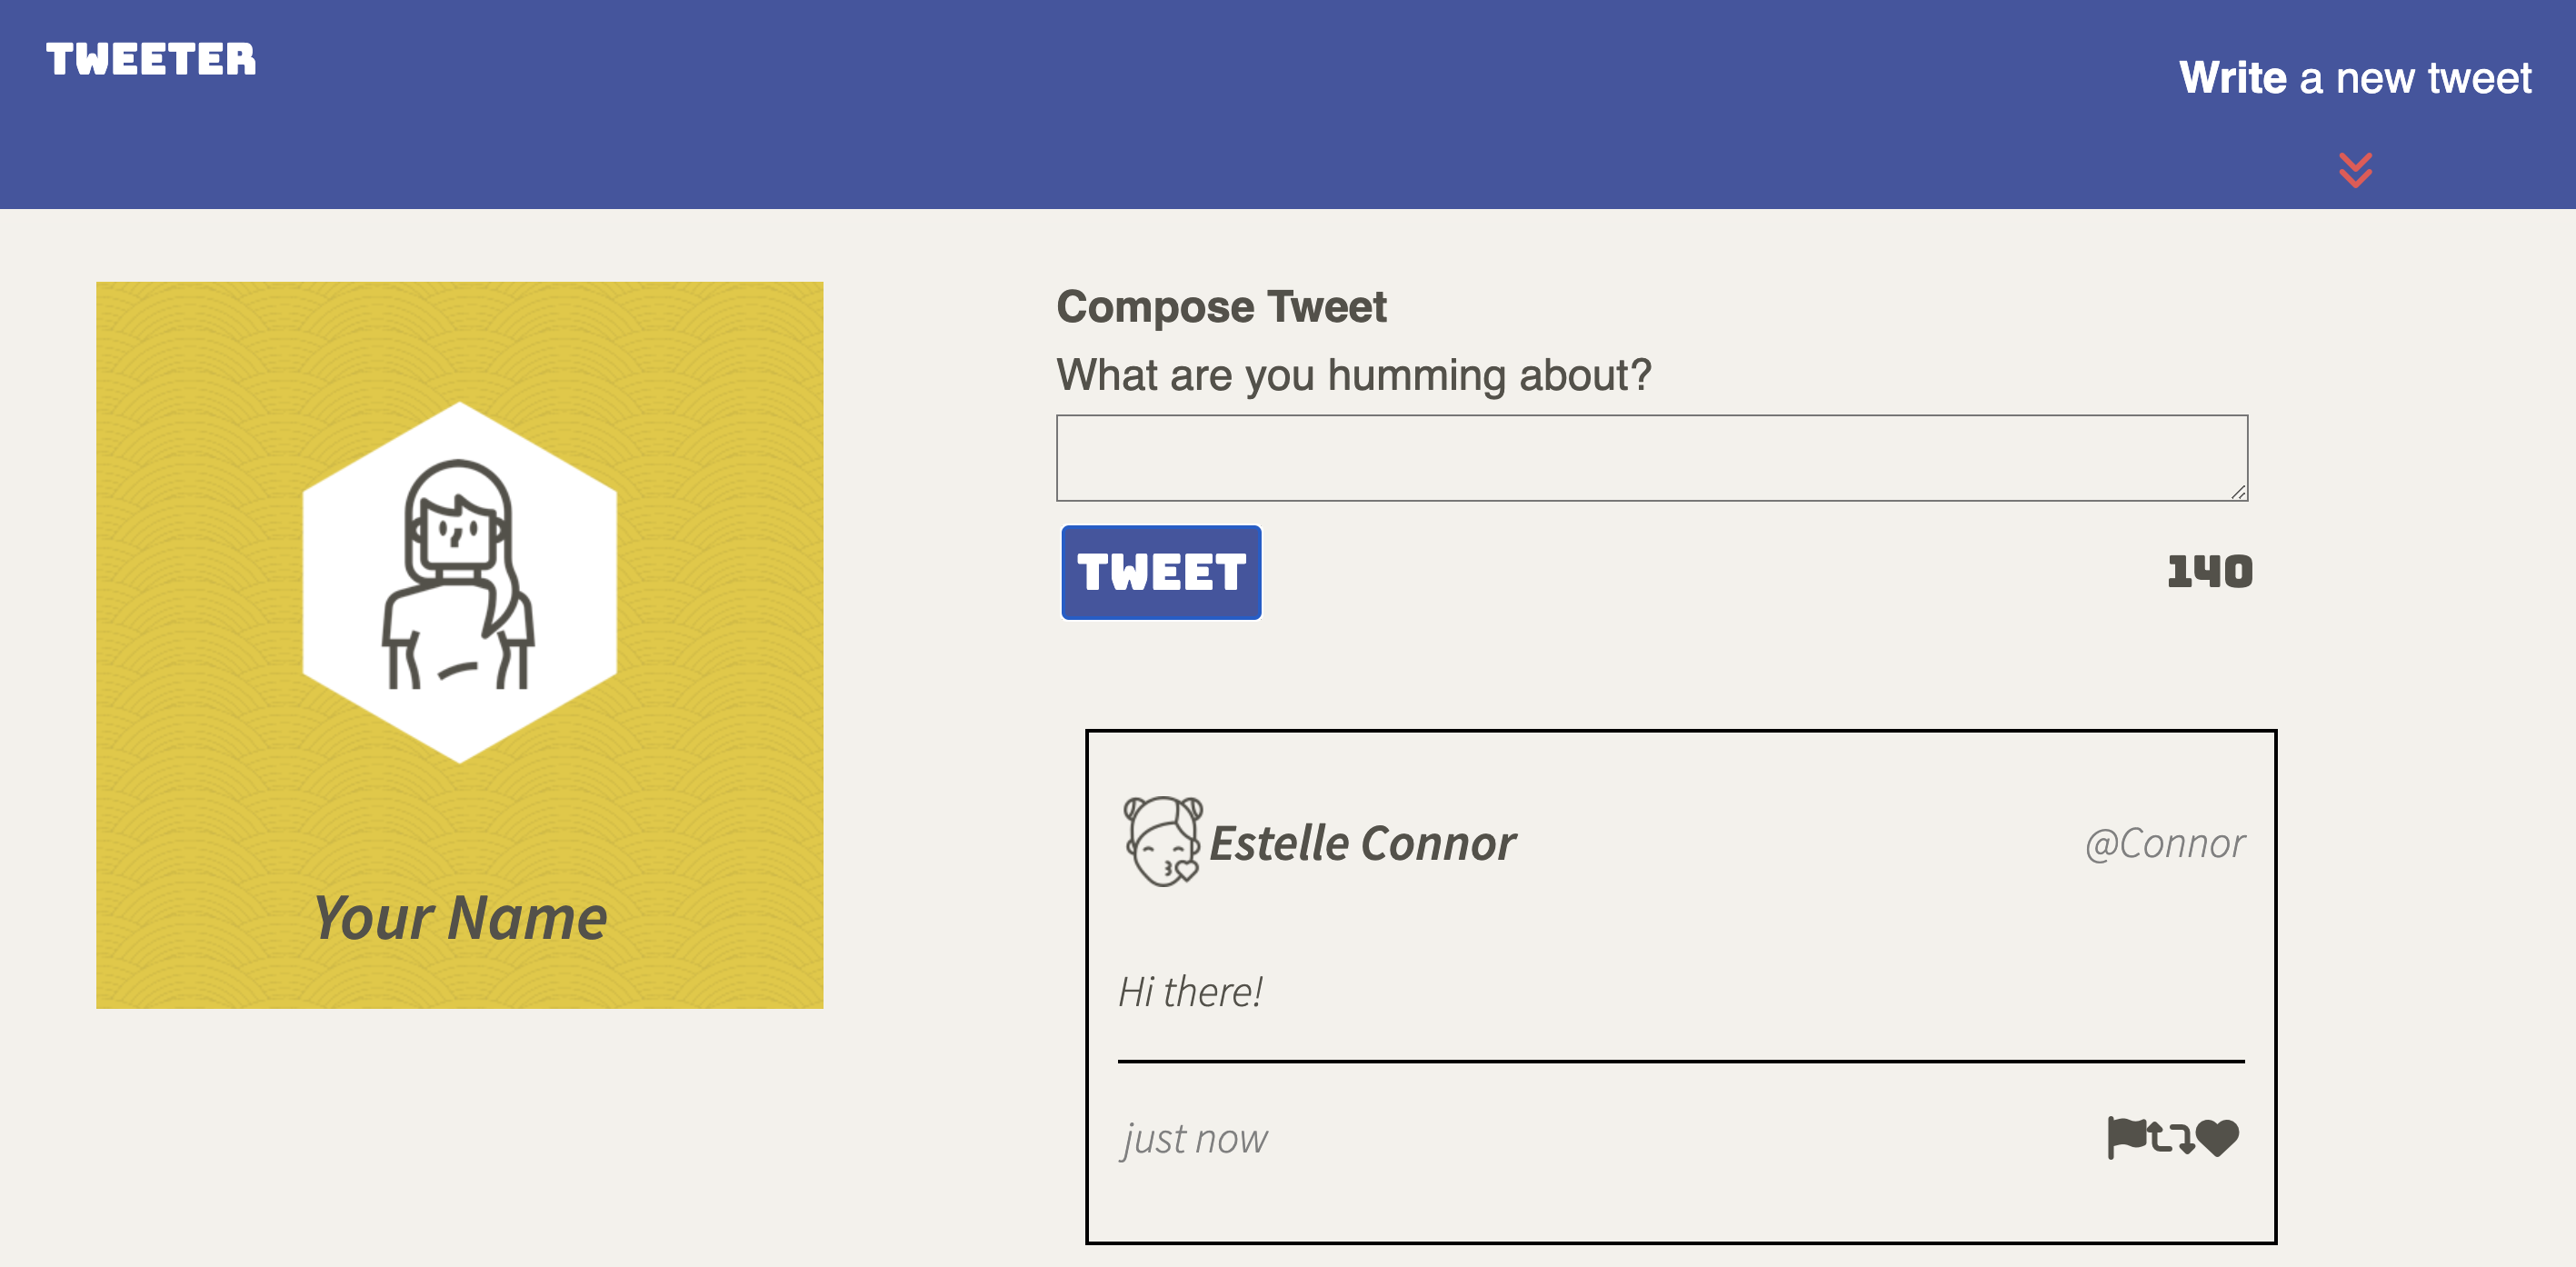 TWEETER
Write a new tweet
Compose Tweet
What are you humming about?
TWEET
140
Your Name
Estelle Connor
@Connor
Hi there!
just now